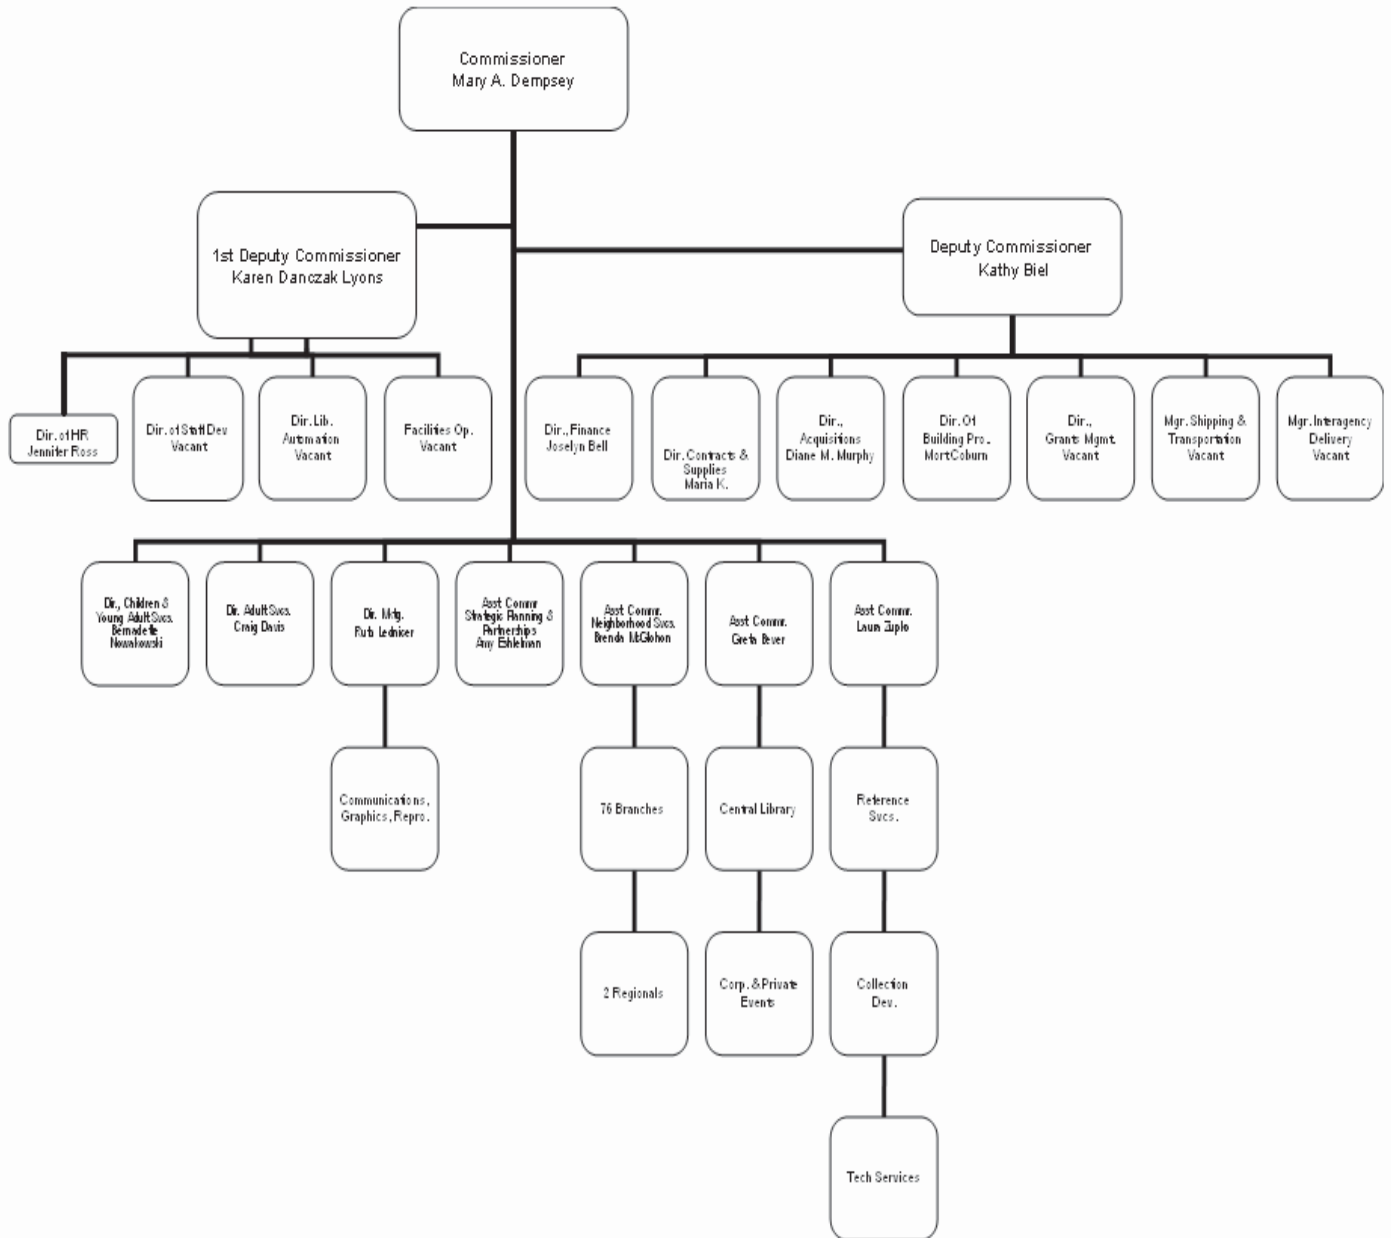 Commissioner
Mary A. Dempsey
1st Deputy Commissioner
Karen Danczak Lyons
Deputy Commissioner
Kathy Biel
Dir. of HR
Jennifer Ross
Dir. of Staff Dev
Vacant
Dir. Lib.
Automation
Vacant
Facilities Op.
Vacant
Dir., Finance
Joselyn Bell
Dir. Contracts &
Supplies
Maria K.
Dir.,
Acquisitions
Diane M. Murphy
Dir. Of
Building Pro.
Mort Coburn
Dir.,
Grants Mgmt.
Vacant
Mgr. Shipping &
Transportation
Vacant
Mgr. Interagency
Delivery
Vacant
Dir., Children &
Young Adult Svcs.
Bernadette
Nowakowski
Dir. Adult Svcs.
Craig Davis
Dir. Mktg.
Ruth Lednicer
Asst Commr
Strategic Planning &
Partnerships
Amy Eshleman
Asst Commr.
Neighborhood Svcs.
Brenda McGlohon
Asst Commr.
Greta Bever
Asst Commr.
Laura Zupko
Communications,
Graphics, Repro.
76 Branches
Central Library
Reference
Svcs.
2 Regionals
Corp. & Private
Events
Collection
Dev.
Tech Services